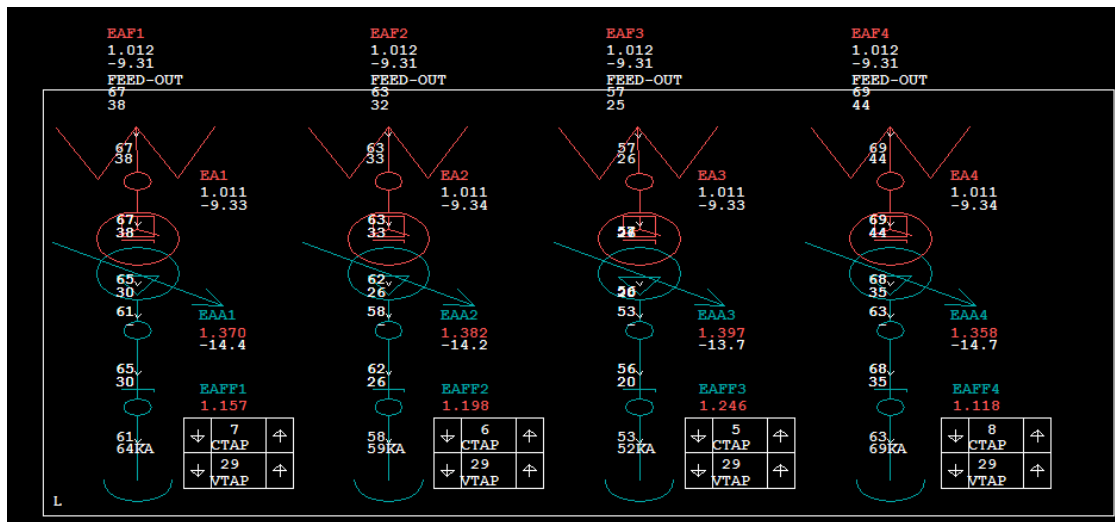 EAF1 EAF2 EAF3 EAF4
1.012 1.012 1.012 1.012
-9.31 -9.31 -9.31 -9.31
FEED-OUT FEED-OUT FEED-OUT FEED-OUT
67 63 57 69
38 32 25 44
67 63 57 69
38 33 26 44
EA1 EA2 EA3 EA4
1.011 1.011 1.011 1.011
-9.33 -9.34 -9.33 -9.34
67 63 69
38 33 44
65 62 68
30 26 35
61 58 53 63
EAA1 EAA2 EAA3 EAA4
1.370 1.382 1.397 1.358
-14.4 -14.2 -13.7 -14.7
65 62 56 68
30 26 20 35
EAFF1 EAFF2 EAFF3 EAFF4
1.157 1.198 1.246 1.118
7 6 5 8
61 58 53 63
64KA CTAP 59KA CTAP 52KA CTAP 69KA CTAP
29 29 29 29
VTAP VTAP VTAP VTAP
L